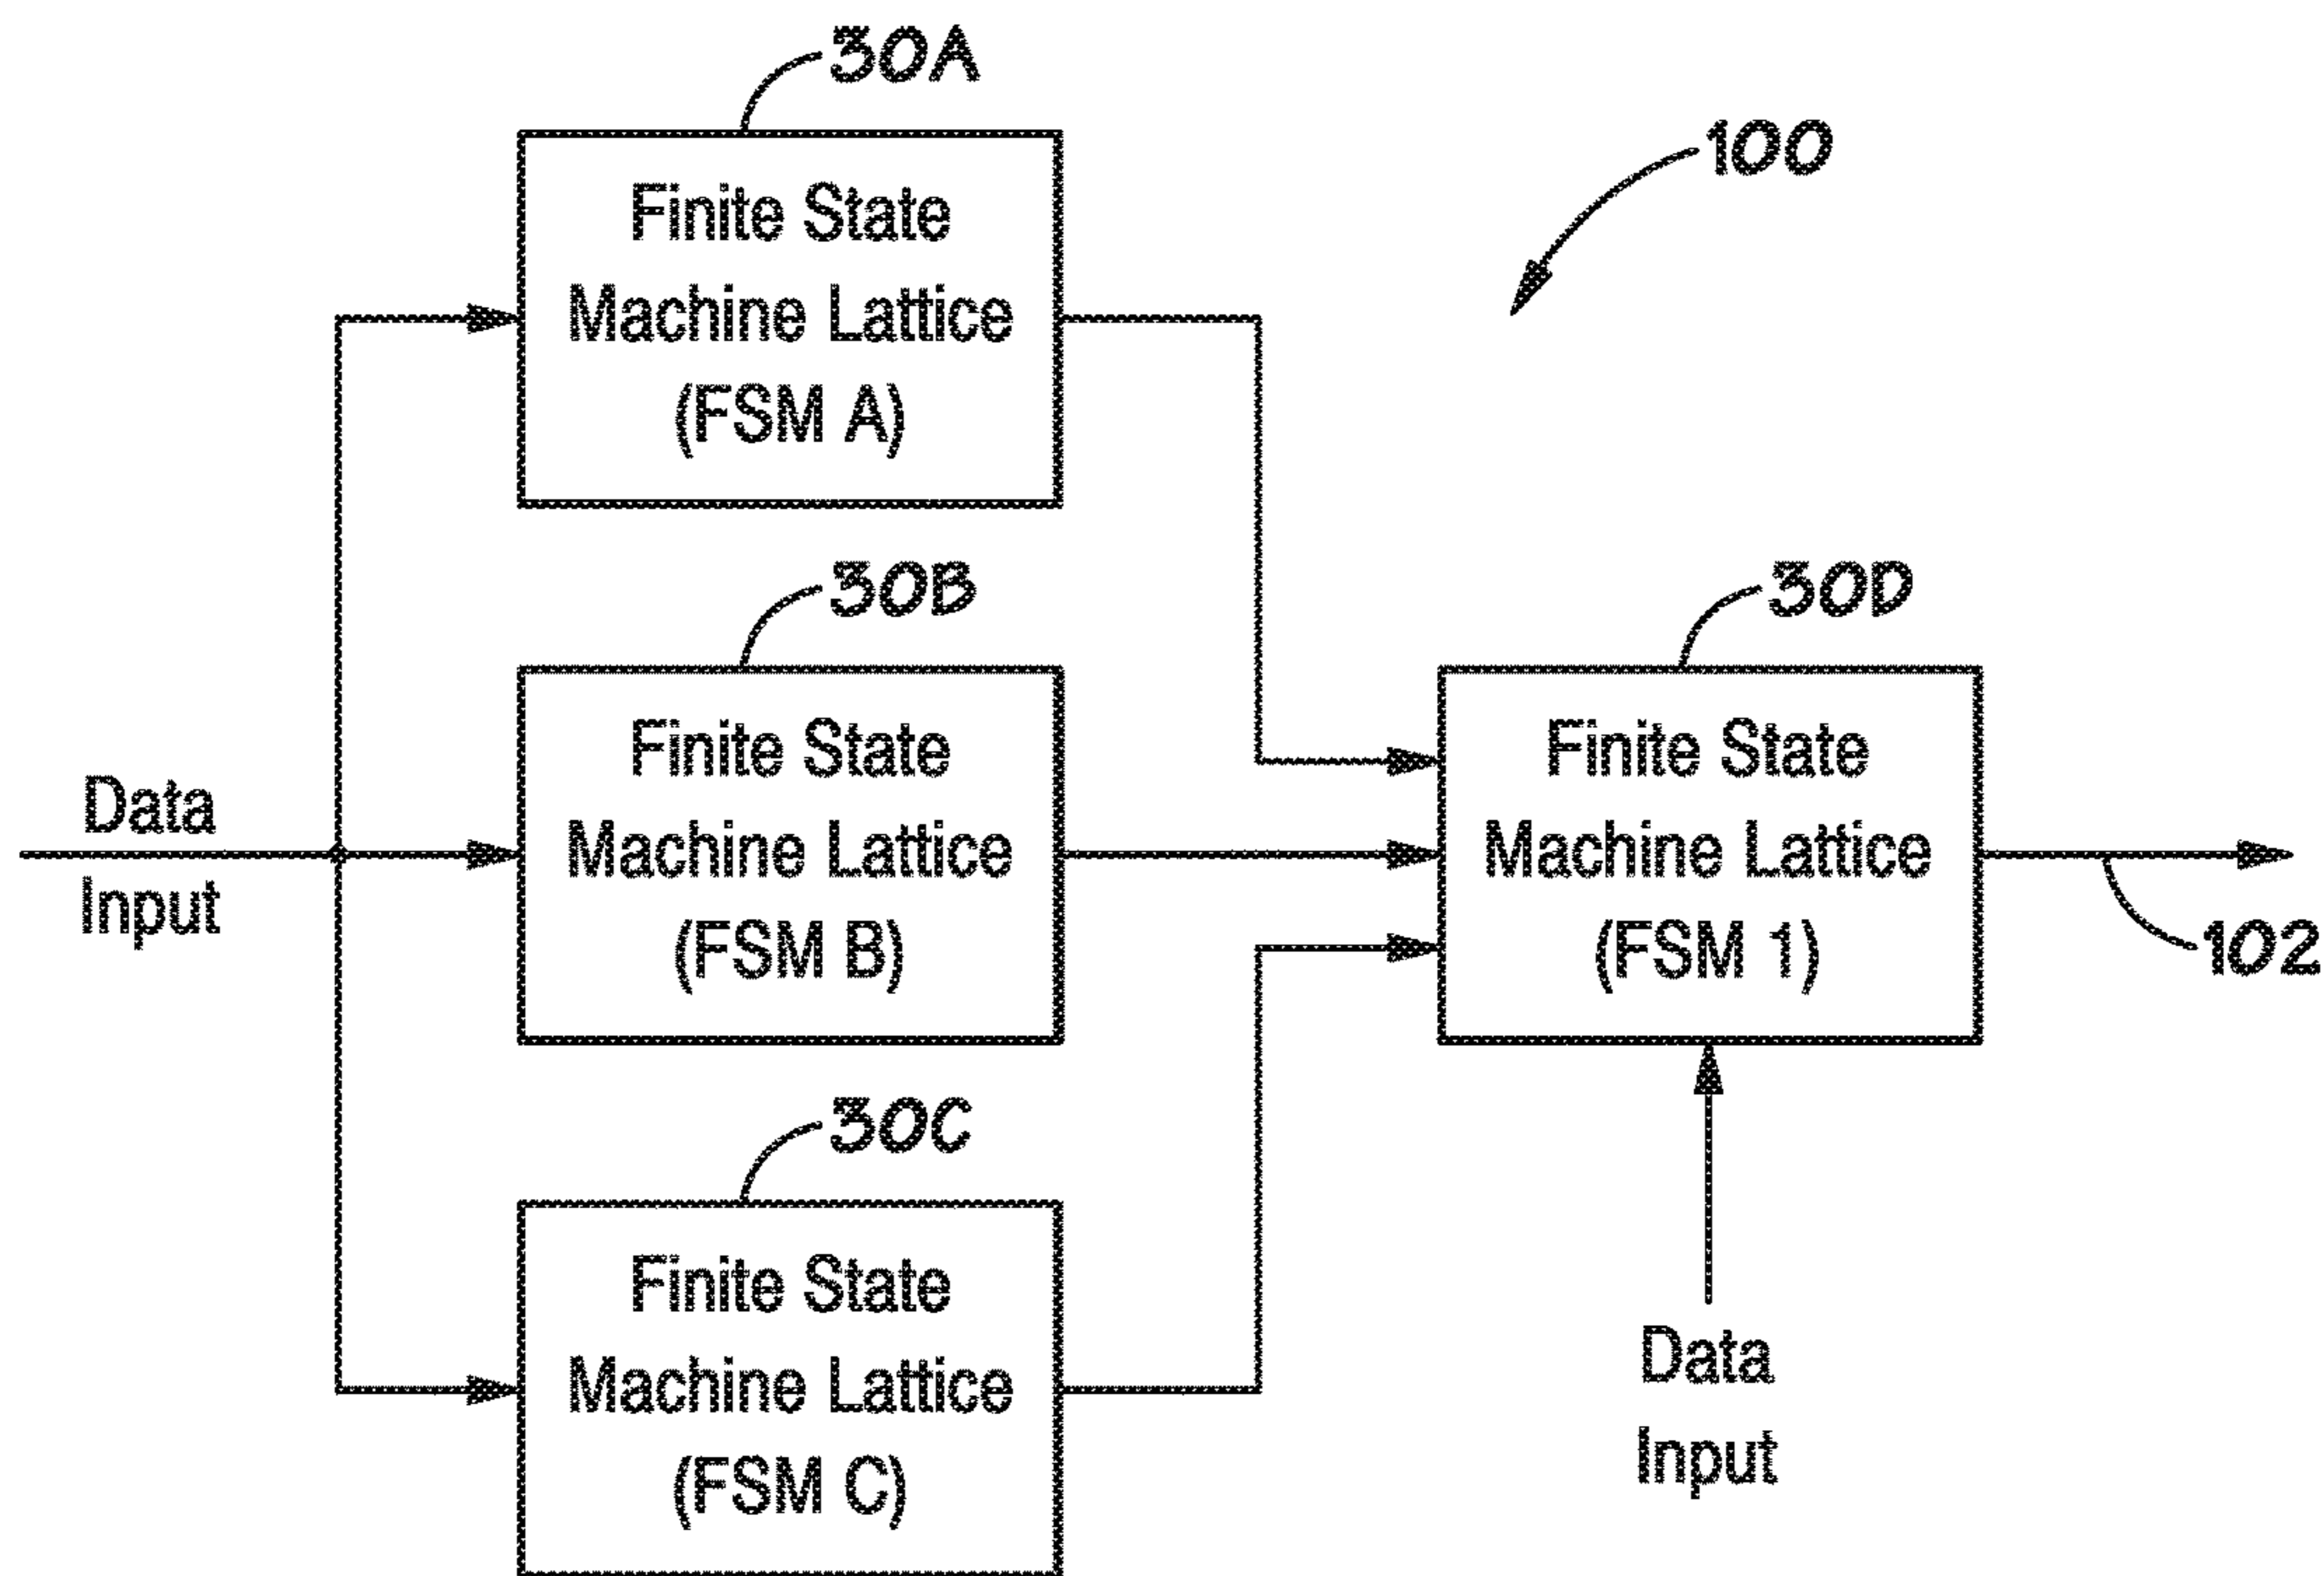 30A
100
Finite State
Machine Lattice
(FSM A)
30B
30D
Finite State
Machine Lattice
(FSM B)
Data
Input
Finite State
Machine Lattice
(FSM 1)
102
30C
Finite State
Machine Lattice
(FSM C)
Data
Input